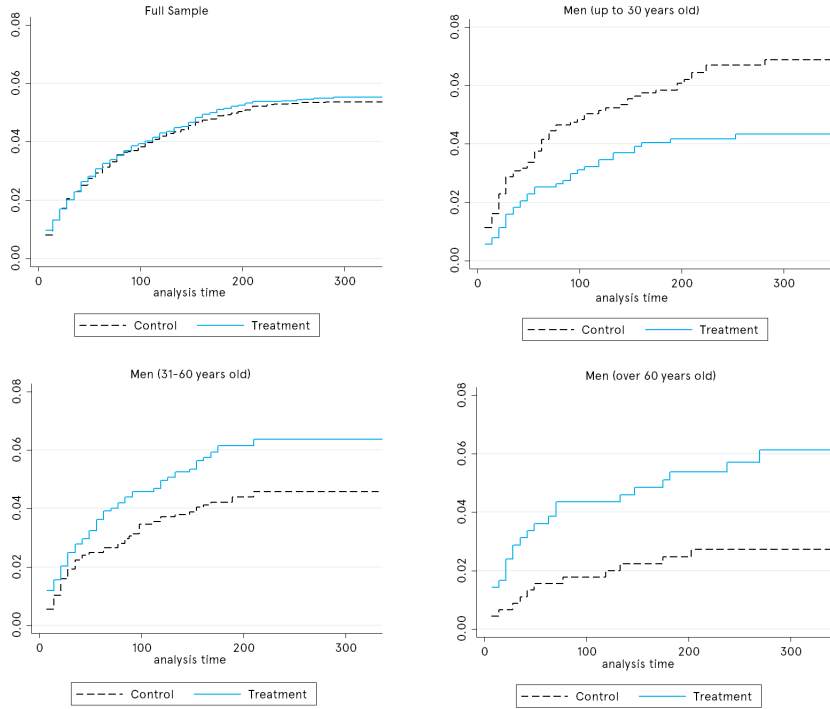 Full Sample
0.08
0.06
0.04
0.02
0.00
0 100 200 300
analysis time
Control Treatment
Men (up to 30 years old)
0.08
0.06
0.04
0.02
0.00
0 100 200 300
analysis time
Control Treatment
Men (31-60 years old)
0.08
0.06
0.04
0.02
0.00
0 100 200 300
analysis time
Control Treatment
Men (over 60 years old)
0.08
0.06
0.04
0.02
0.00
0 100 200 300
analysis time
Control Treatment